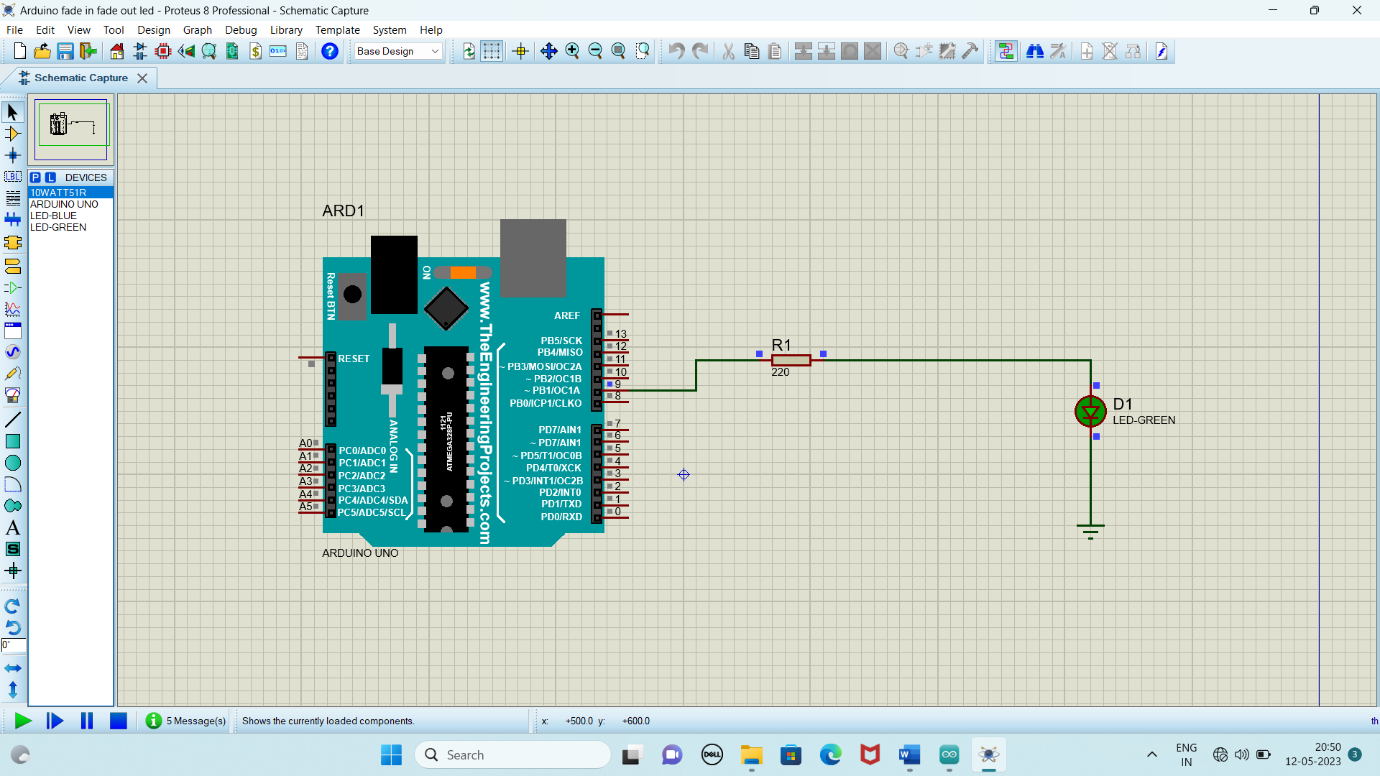 Arduino fade in fade out led - Proteus 8 Professional - Schematic Capture
File Edit View Tool Design Graph Debug Library Template System Help
Base Design
Schematic Capture
P L DEVICES
10WATT51R
ARDUINO UNO
LED-BLUE
LED-GREEN
LBL
A
S
0°
ARD1
Reset BTN
ON
www.TheEngineeringProjects.com
RESET
ANALOG IN
1121
ATMEGA328P-PU
A0 PC0/ADC0
A1 PC1/ADC1
A2 PC2/ADC2
A3 PC3/ADC3
A4 PC4/ADC4/SDA
A5 PC5/ADC5/SCL
AREF
PB5/SCK 13
PB4/MISO 12
~ PB3/MOSI/OC2A 11
~ PB2/OC1B 10
~ PB1/OC1A 9
PB0/ICP1/CLKO 8
PD7/AIN1 7
~ PD7/AIN1 6
~ PD5/T1/OC0B 5
PD4/T0/XCK 4
~ PD3/INT1/OC2B 3
PD2/INT0 2
PD1/TXD 1
PD0/RXD 0
ARDUINO UNO
R1
220
D1
LED-GREEN
5 Message(s)
Shows the currently loaded components.
x: +500.0 y: +600.0
th
Search
DELL
W
ENG
IN
20:50
12-05-2023
3